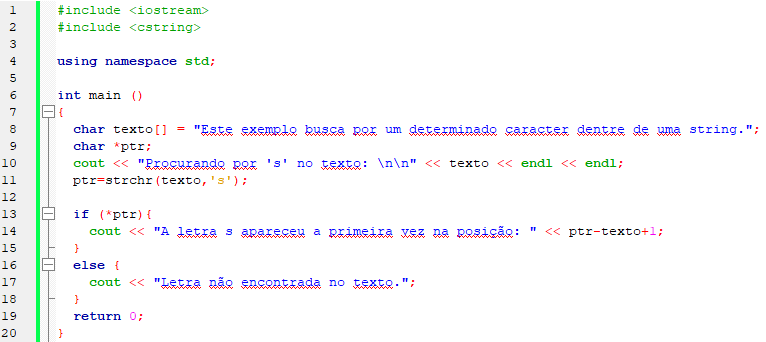 1 #include <iostream>
2 #include <cstring>
3
4 using namespace std;
5
6 int main ()
7 {
8 char texto[] = "Este exemplo busca por um determinado caracter dentre de uma string.";
9 char *ptr;
10 cout << "Procurando por 's' no texto: \n\n" << texto << endl << endl;
11 ptr=strchr(texto,'s');
12
13 if (*ptr){
14 cout << "A letra s apareceu a primeira vez na posição: " << ptr-texto+1;
15 }
16 else {
17 cout << "Letra não encontrada no texto.";
18 }
19 return 0;
20 }